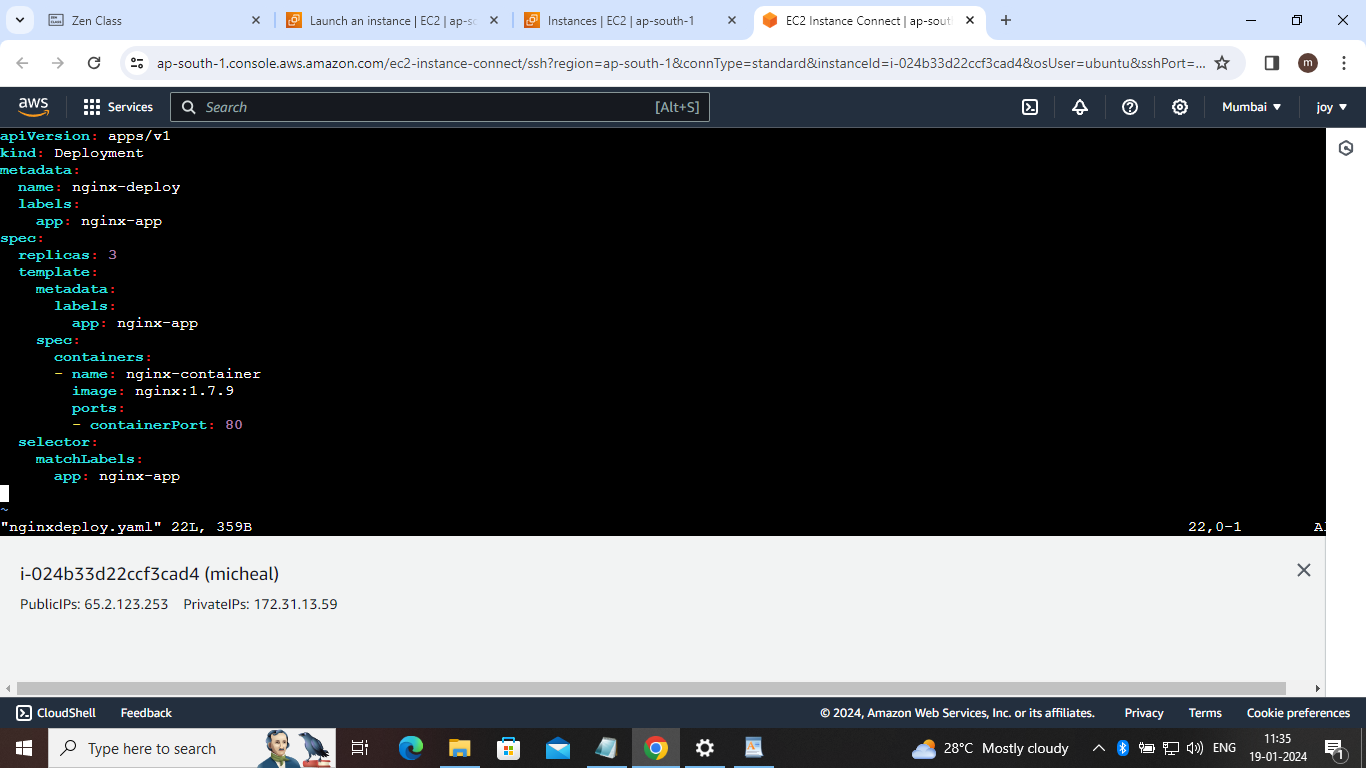 Zen Class
Launch an instance | EC2 | ap-so
Instances | EC2 | ap-south-1
EC2 Instance Connect | ap-sout
ap-south-1.console.aws.amazon.com/ec2-instance-connect/ssh?region=ap-south-1&connType=standard&instanceId=i-024b33d22ccf3cad4&osUser=ubuntu&sshPort=...
m
aws
Services
Search
[Alt+S]
Mumbai
joy
apiVersion: apps/v1
kind: Deployment
metadata:
  name: nginx-deploy
  labels:
    app: nginx-app
spec:
  replicas: 3
  template:
    metadata:
      labels:
        app: nginx-app
    spec:
      containers:
      - name: nginx-container
        image: nginx:1.7.9
        ports:
        - containerPort: 80
  selector:
    matchLabels:
      app: nginx-app
~
"nginxdeploy.yaml" 22L, 359B 22,0-1 Al
i-024b33d22ccf3cad4 (micheal)
PublicIPs: 65.2.123.253 PrivateIPs: 172.31.13.59
CloudShell Feedback © 2024, Amazon Web Services, Inc. or its affiliates. Privacy Terms Cookie preferences
Type here to search
28°C Mostly cloudy
ENG
11:35
19-01-2024
1